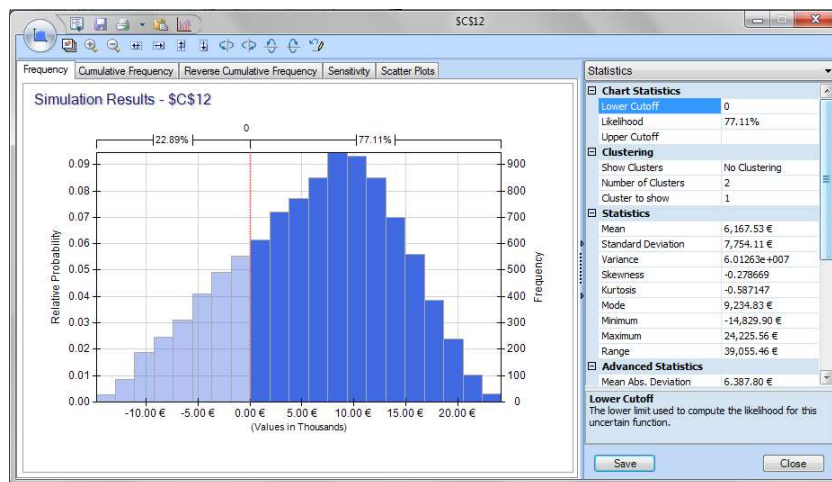 $C$12
Frequency Cumulative Frequency Reverse Cumulative Frequency Sensitivity Scatter Plots
Simulation Results - $C$12
0
22.89% 77.11%
0.09
0.08
0.07
0.06
0.05
0.04
0.03
0.02
0.01
0.00
Relative Probability
900
800
700
600
500
400
300
200
100
0
Frequency
-10.00 € -5.00 € 0.00 € 5.00 € 10.00 € 15.00 € 20.00 €
(Values in Thousands)
Statistics
Chart Statistics
Lower Cutoff 0
Likelihood 77.11%
Upper Cutoff
Clustering
Show Clusters No Clustering
Number of Clusters 2
Cluster to show 1
Statistics
Mean 6,167.53 €
Standard Deviation 7,754.11 €
Variance 6.01263e+007
Skewness -0.278669
Kurtosis -0.587147
Mode 9,234.83 €
Minimum -14,829.90 €
Maximum 24,225.56 €
Range 39,055.46 €
Advanced Statistics
Mean Abs. Deviation 6,387.80 €
Lower Cutoff
The lower limit used to compute the likelihood for this
uncertain function.
Save Close